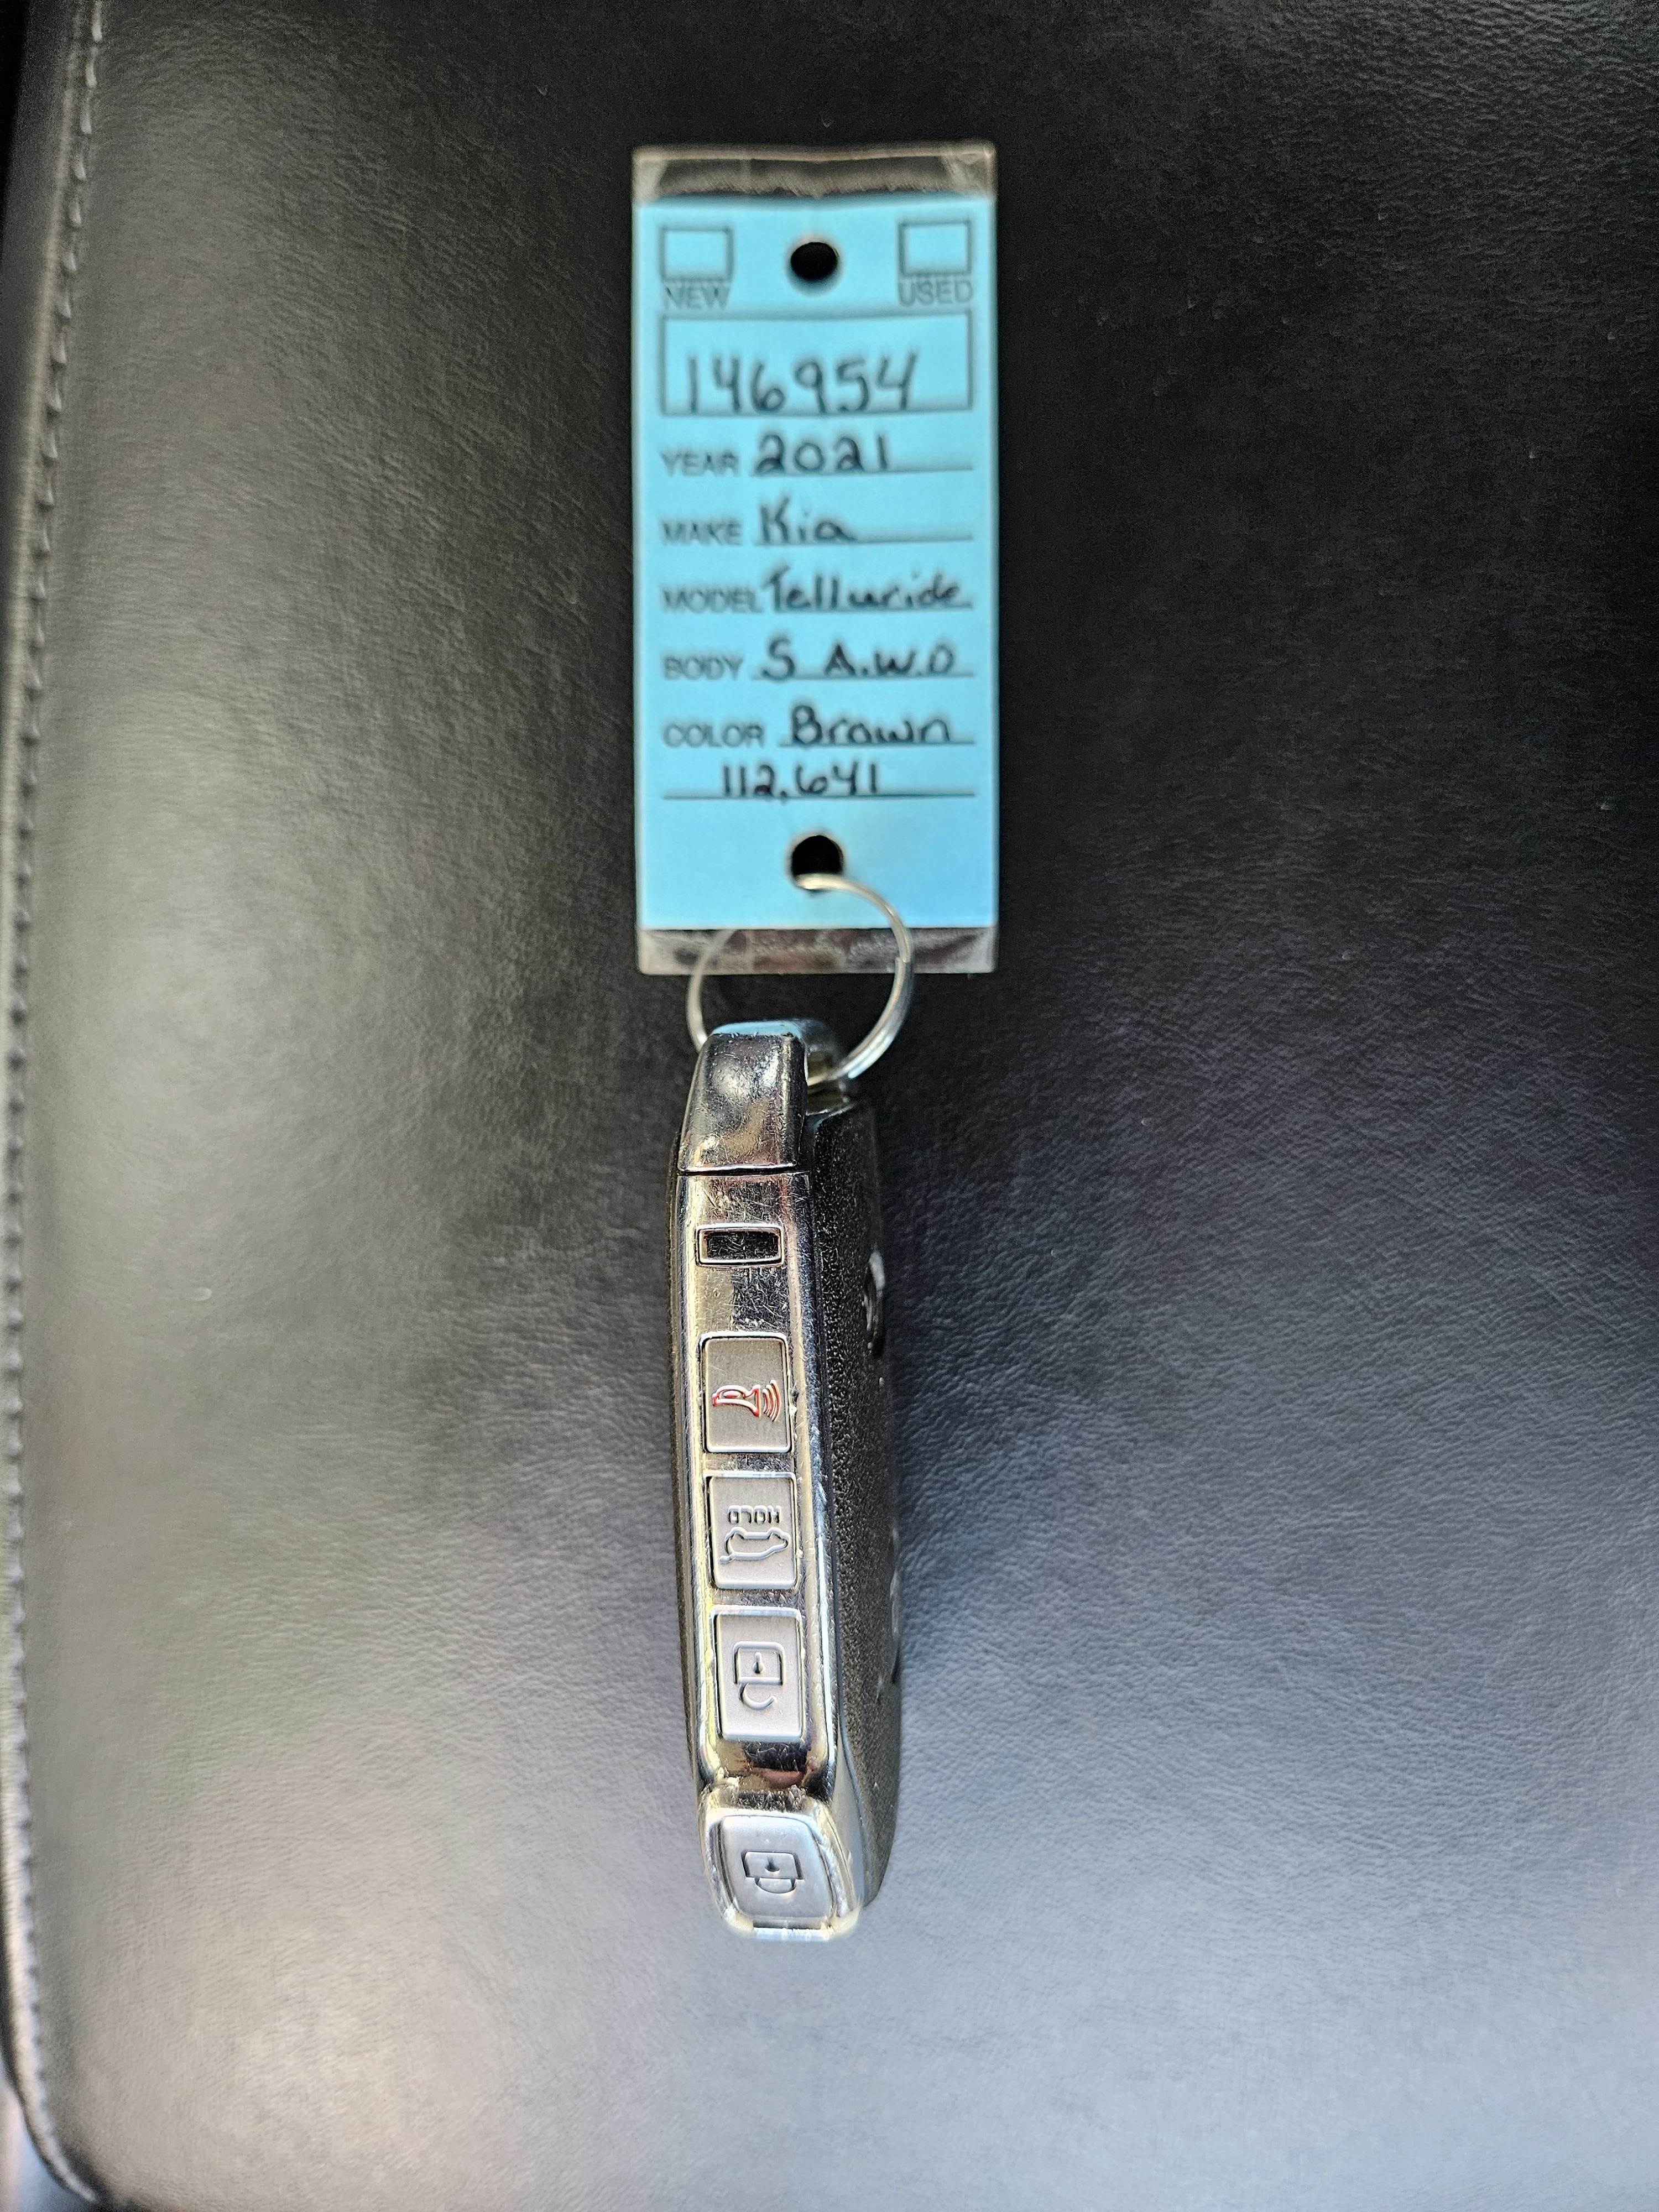 NEW USED
146954
YEAR 2021
MAKE Kia
MODEL Telluride
BODY S A.W.D
COLOR Brown
112,641
HOLD